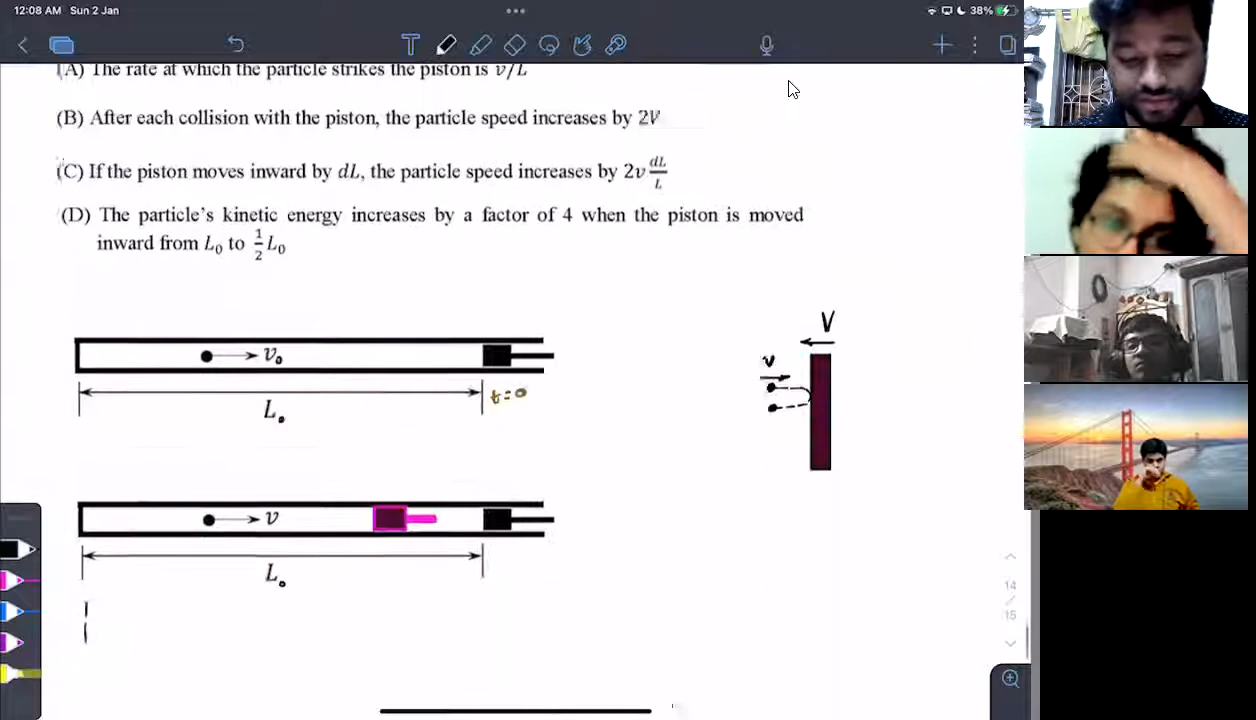 12:08 AM Sun 2 Jan
38%
T
(A) The rate at which the particle strikes the piston is v/L
(B) After each collision with the piston, the particle speed increases by 2V
(C) If the piston moves inward by dL, the particle speed increases by 2v dL/L
(D) The particle's kinetic energy increases by a factor of 4 when the piston is moved
inward from L₀ to 1/2 L₀
V
v₀
v
t=0
L₀
v
L₀
14
15